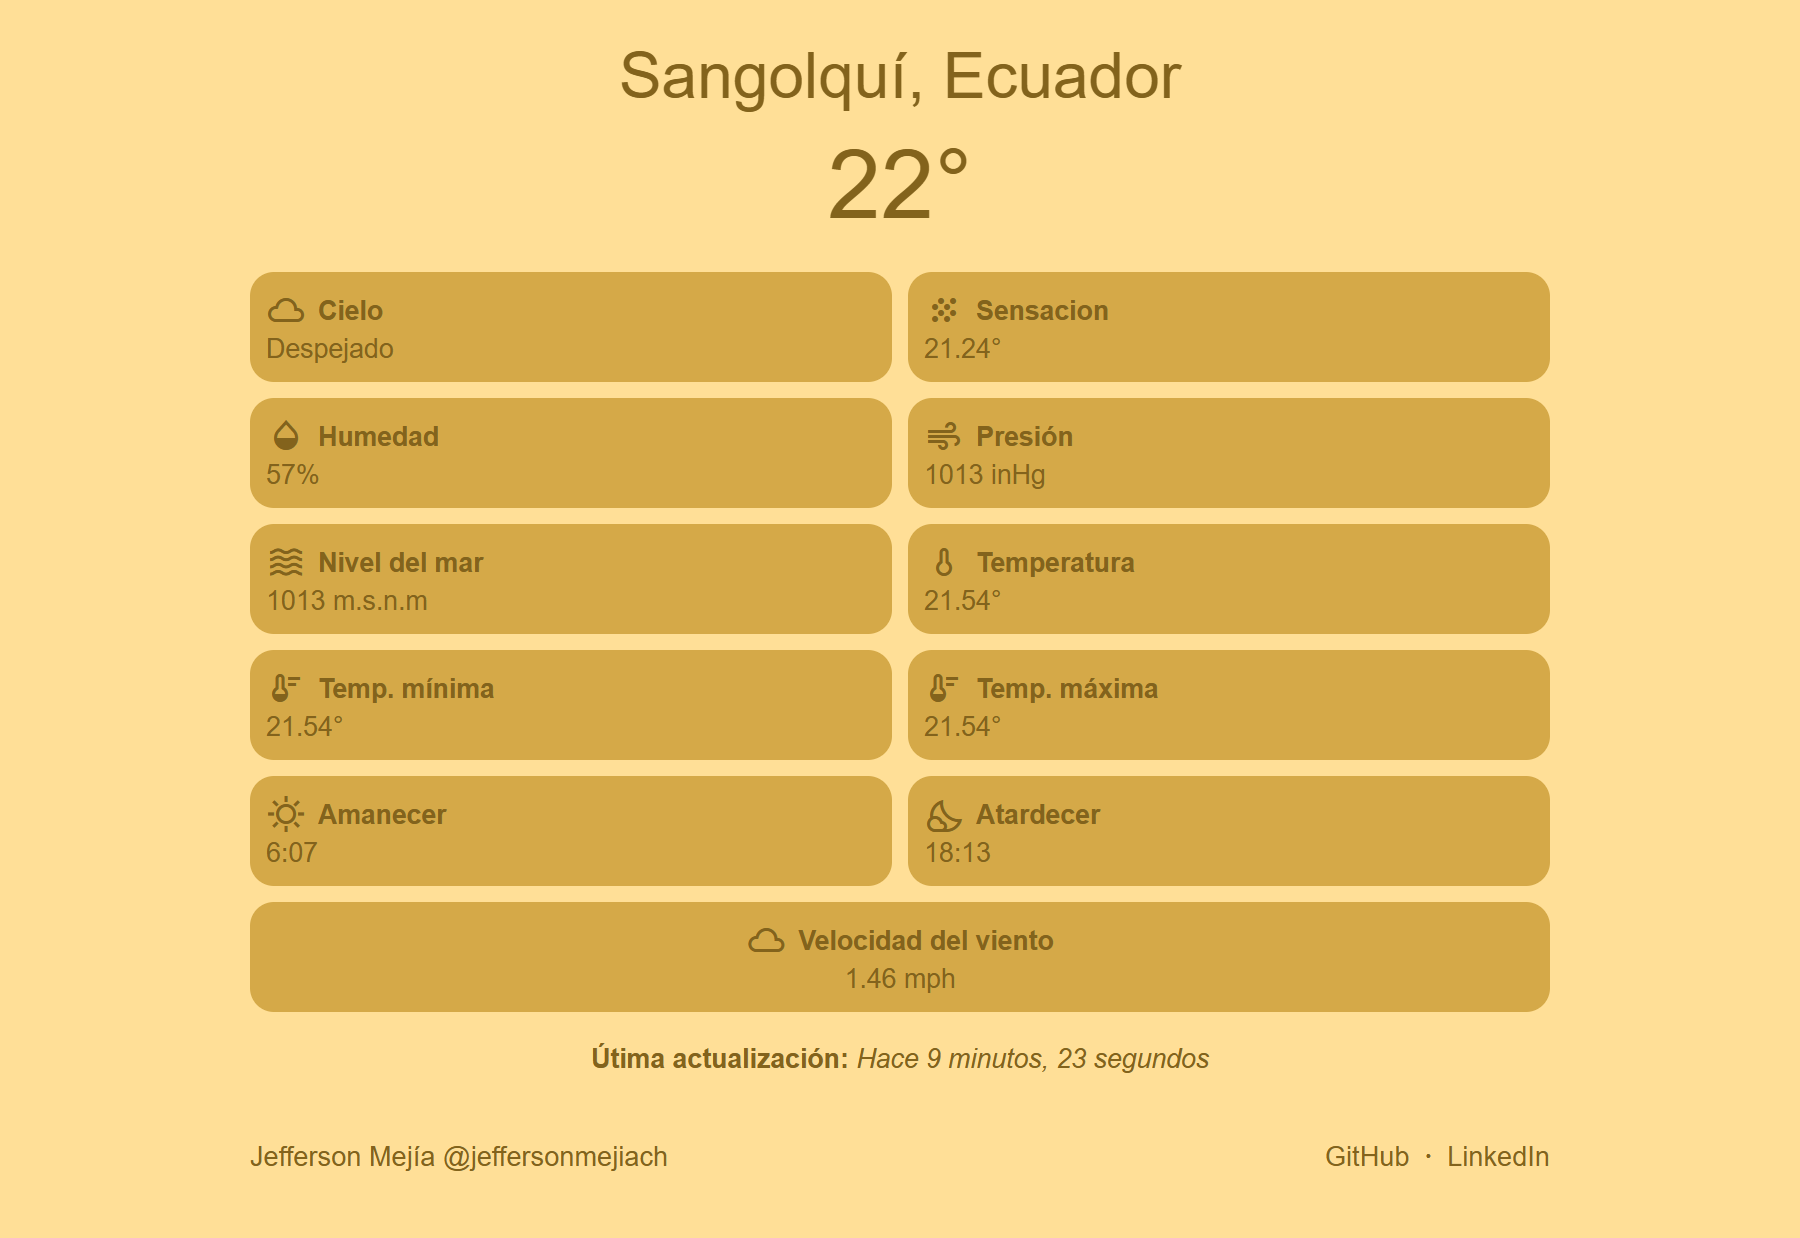 Sangolquí, Ecuador
22°
Cielo
Despejado
Sensacion
21.24°
Humedad
57%
Presión
1013 inHg
Nivel del mar
1013 m.s.n.m
Temperatura
21.54°
Temp. mínima
21.54°
Temp. máxima
21.54°
Amanecer
6:07
Atardecer
18:13
Velocidad del viento
1.46 mph
Útima actualización: Hace 9 minutos, 23 segundos
Jefferson Mejía @jeffersonmejiach
GitHub · LinkedIn